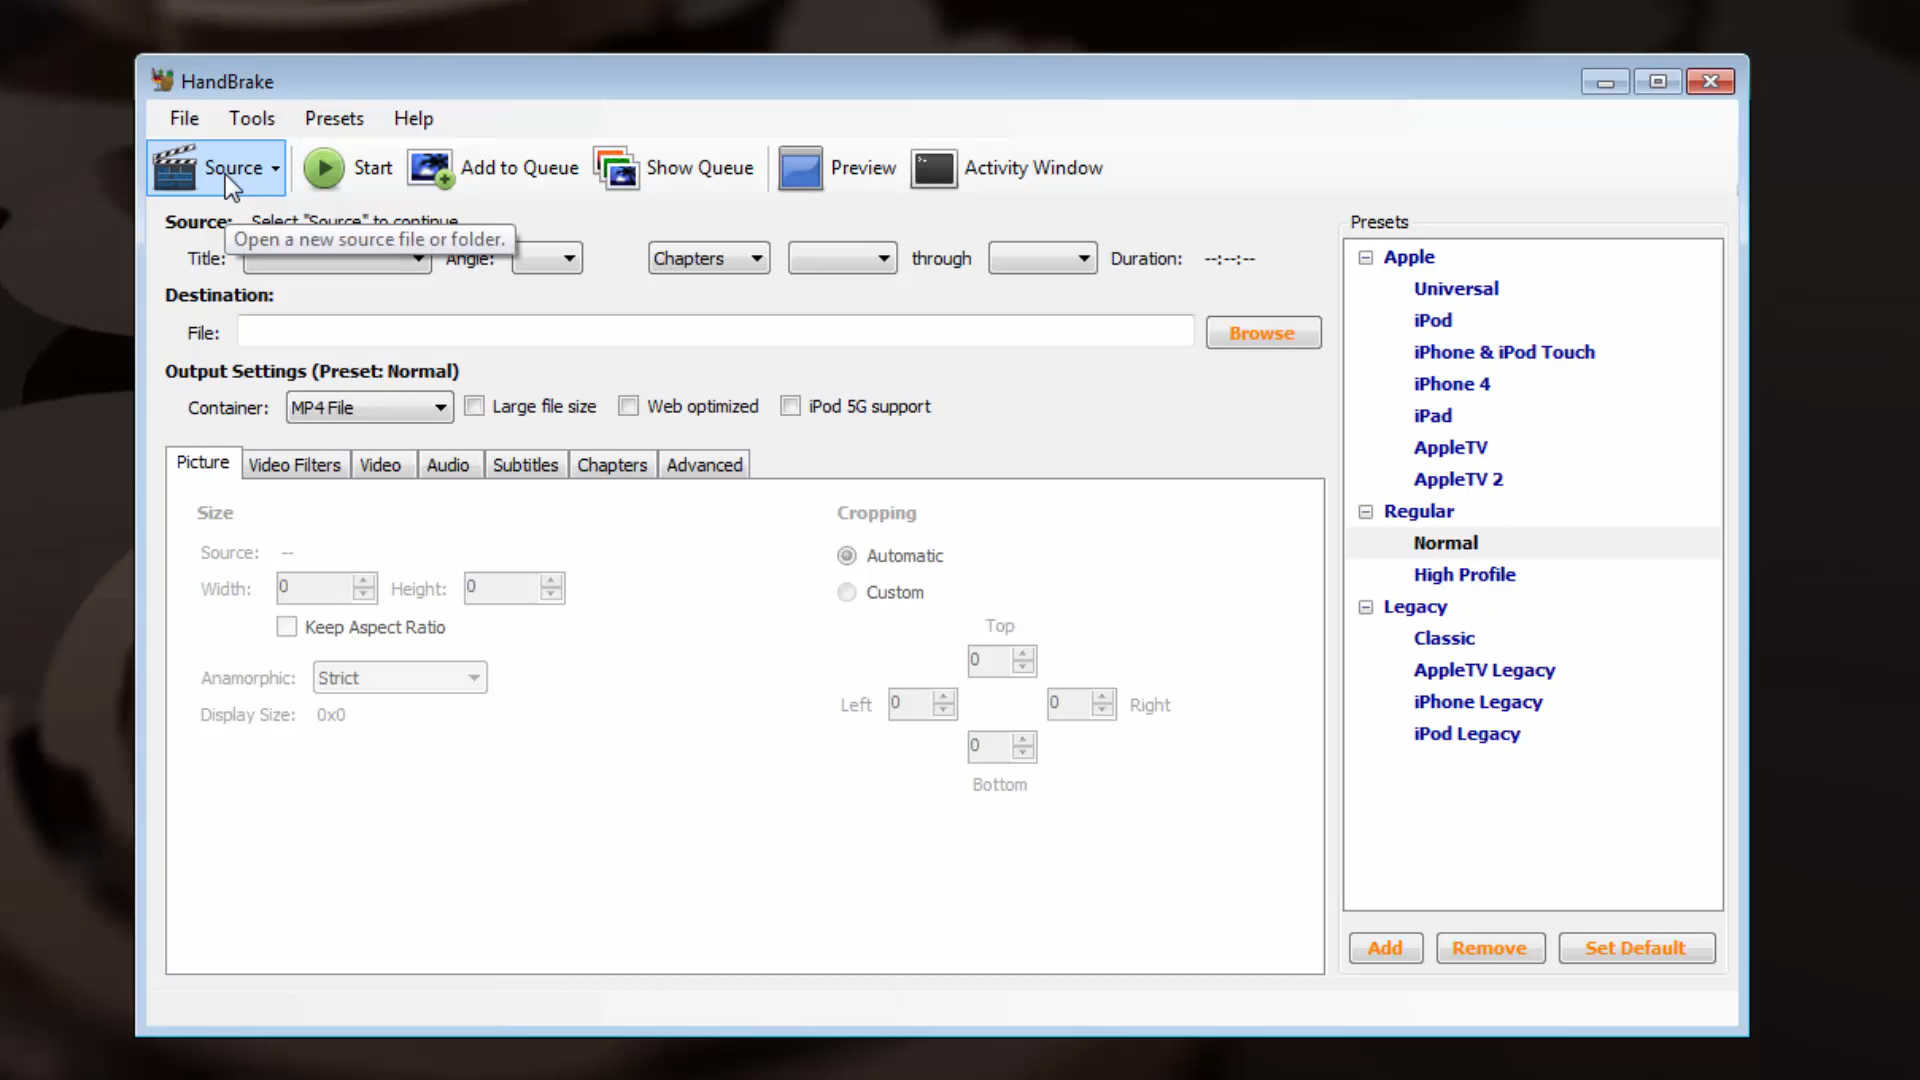 HandBrake
File Tools Presets Help
Source Start Add to Queue Show Queue Preview Activity Window
Source: Select "Source" to continue
Open a new source file or folder.
Title: Angle: Chapters through Duration: --:--:--
Destination:
File: Browse
Output Settings (Preset: Normal)
Container: MP4 File Large file size Web optimized iPod 5G support
Picture Video Filters Video Audio Subtitles Chapters Advanced
Size
Source: --
Width: 0 Height: 0
Keep Aspect Ratio
Anamorphic: Strict
Display Size: 0x0
Cropping
Automatic
Custom
Top
0
Left 0 0 Right
0
Bottom
Presets
Apple
Universal
iPod
iPhone & iPod Touch
iPhone 4
iPad
AppleTV
AppleTV 2
Regular
Normal
High Profile
Legacy
Classic
AppleTV Legacy
iPhone Legacy
iPod Legacy
Add Remove Set Default